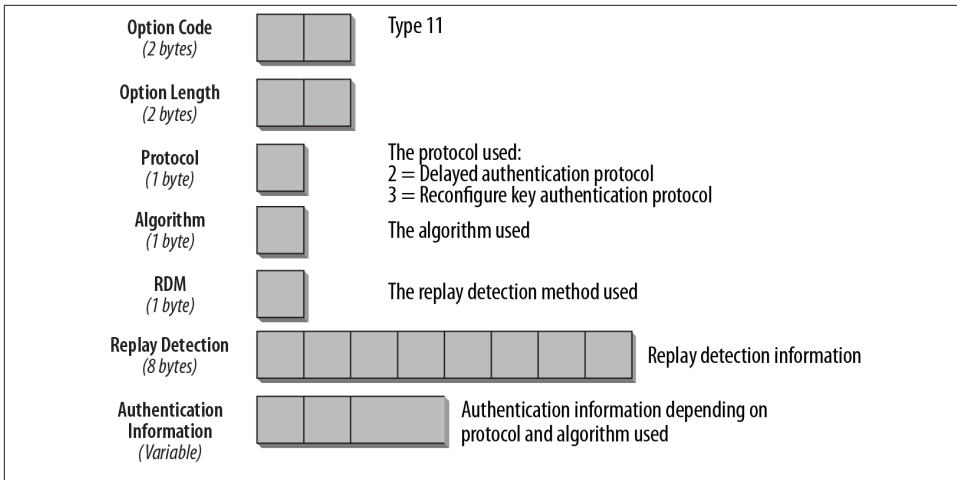 Option Code
(2 bytes)
Type 11
Option Length
(2 bytes)
Protocol
(1 byte)
The protocol used:
2 = Delayed authentication protocol
3 = Reconfigure key authentication protocol
Algorithm
(1 byte)
The algorithm used
RDM
(1 byte)
The replay detection method used
Replay Detection
(8 bytes)
Replay detection information
Authentication
Information
(Variable)
Authentication information depending on
protocol and algorithm used